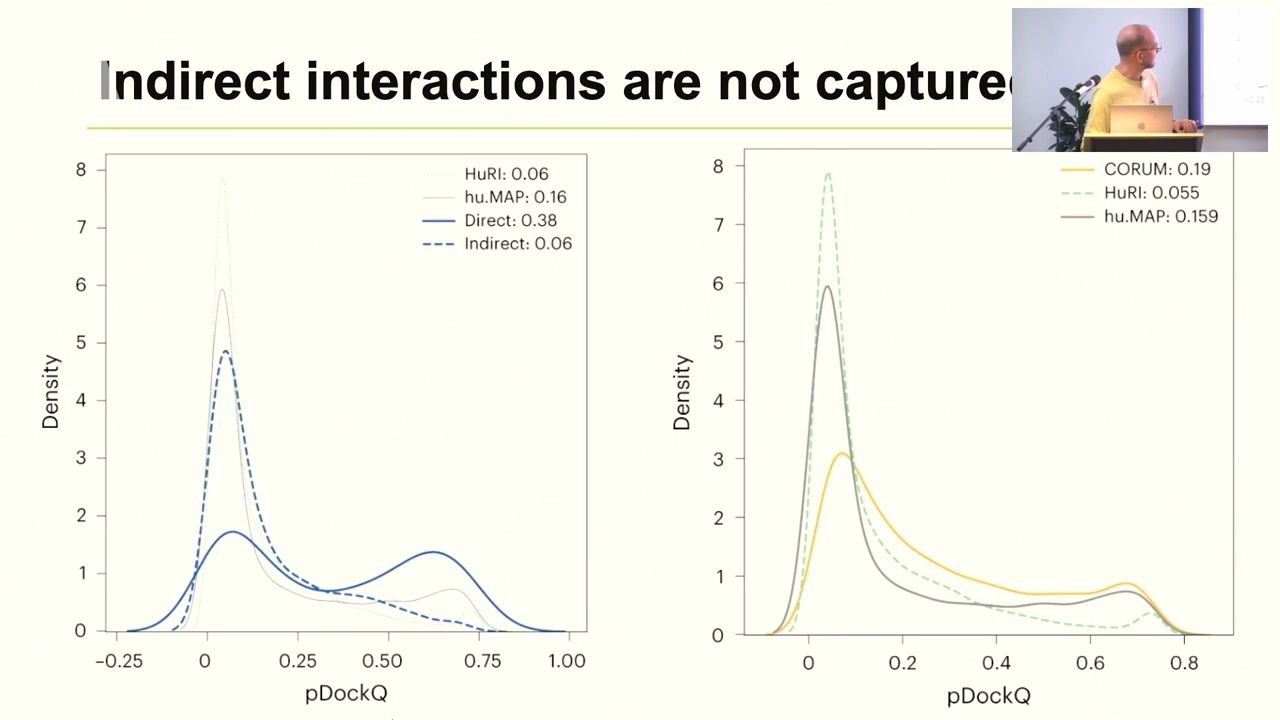 Indirect interactions are not captured
8
7
6
5
4
3
2
1
0
Density
HuRI: 0.06
hu.MAP: 0.16
Direct: 0.38
Indirect: 0.06
−0.25
0
0.25
0.50
0.75
1.00
pDockQ
8
7
6
5
4
3
2
1
0
Density
CORUM: 0.19
HuRI: 0.055
hu.MAP: 0.159
0
0.2
0.4
0.6
0.8
pDockQ